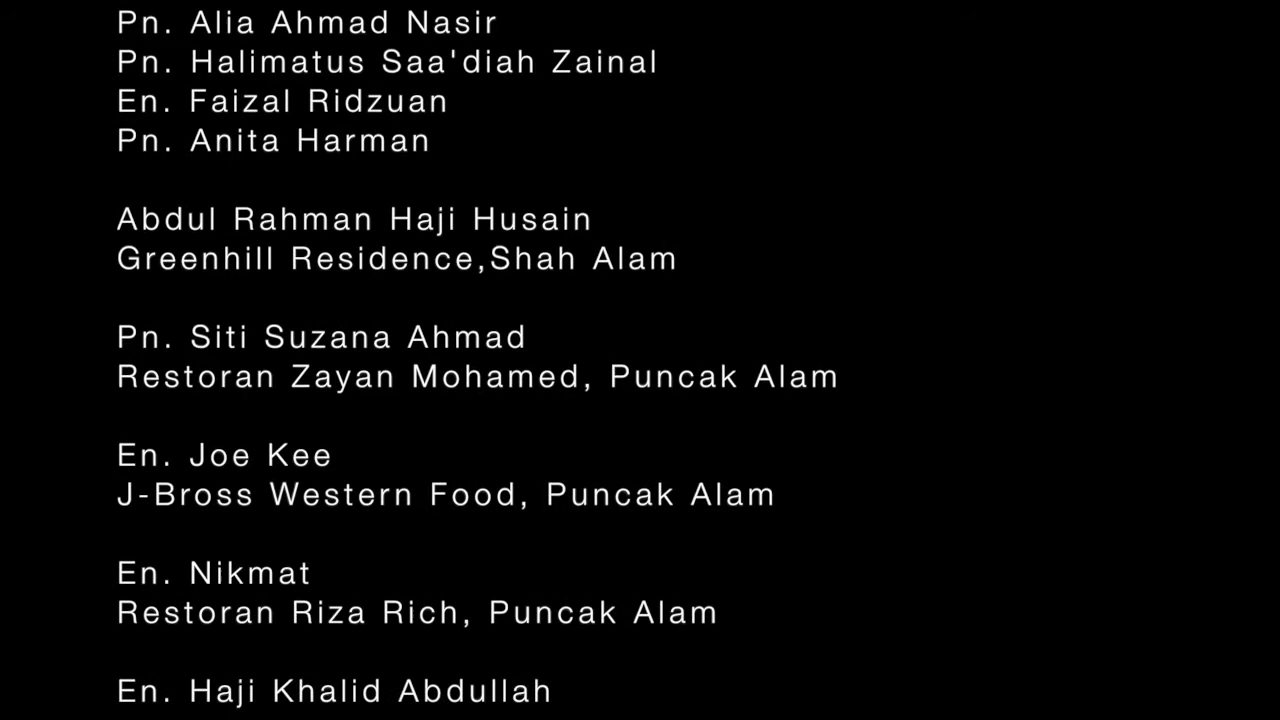 Pn. Alia Ahmad Nasir
Pn. Halimatus Saa'diah Zainal
En. Faizal Ridzuan
Pn. Anita Harman
Abdul Rahman Haji Husain
Greenhill Residence,Shah Alam
Pn. Siti Suzana Ahmad
Restoran Zayan Mohamed, Puncak Alam
En. Joe Kee
J-Bross Western Food, Puncak Alam
En. Nikmat
Restoran Riza Rich, Puncak Alam
En. Haji Khalid Abdullah